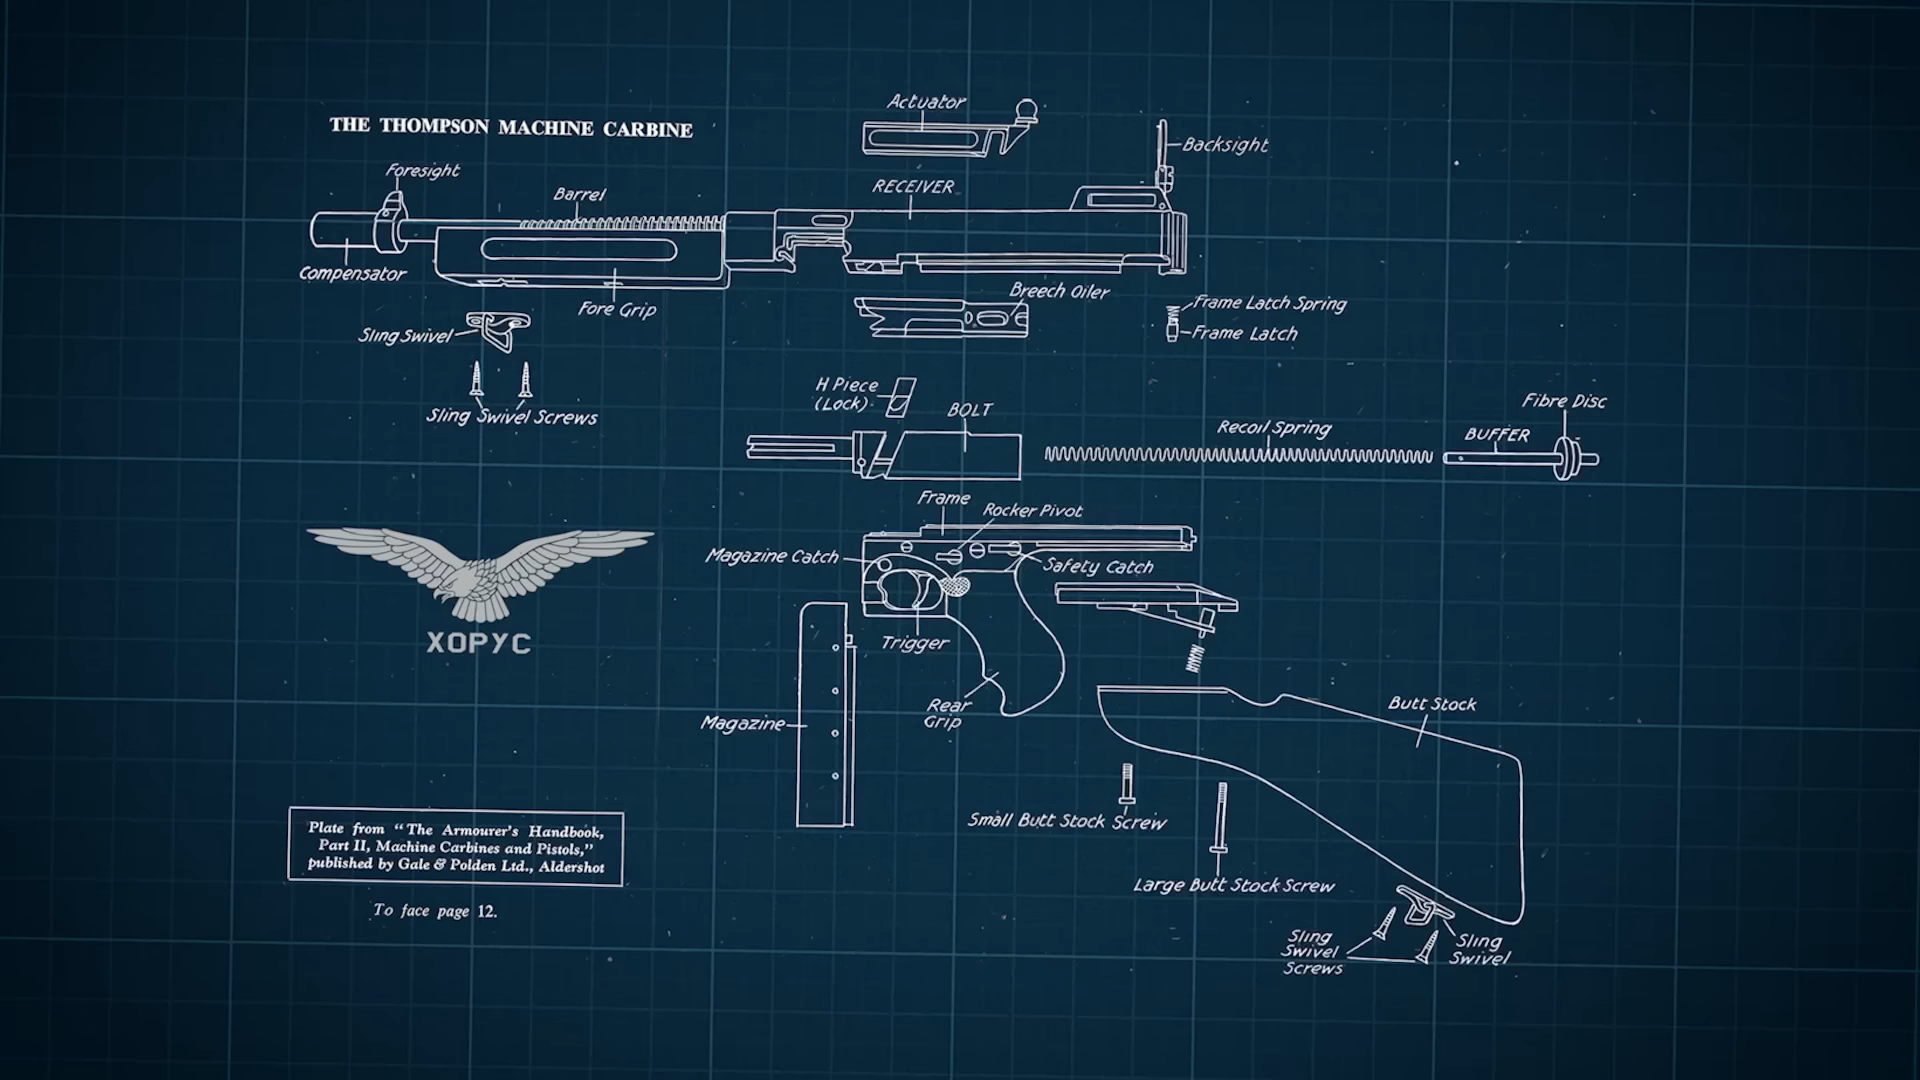 THE THOMPSON MACHINE CARBINE
Actuator
Backsight
Foresight
Barrel
RECEIVER
Compensator
Fore Grip
Breech Oiler
Frame Latch Spring
Frame Latch
Sling Swivel
Sling Swivel Screws
H Piece
(Lock)
BOLT
Recoil Spring
BUFFER
Fibre Disc
Frame
Rocker Pivot
Magazine Catch
Safety Catch
Trigger
ХОРУС
Magazine
Rear
Grip
Butt Stock
Small Butt Stock Screw
Large Butt Stock Screw
Plate from “The Armourer's Handbook,
Part II, Machine Carbines and Pistols,”
published by Gale & Polden Ltd., Aldershot
To face page 12.
Sling
Swivel
Screws
Sling
Swivel